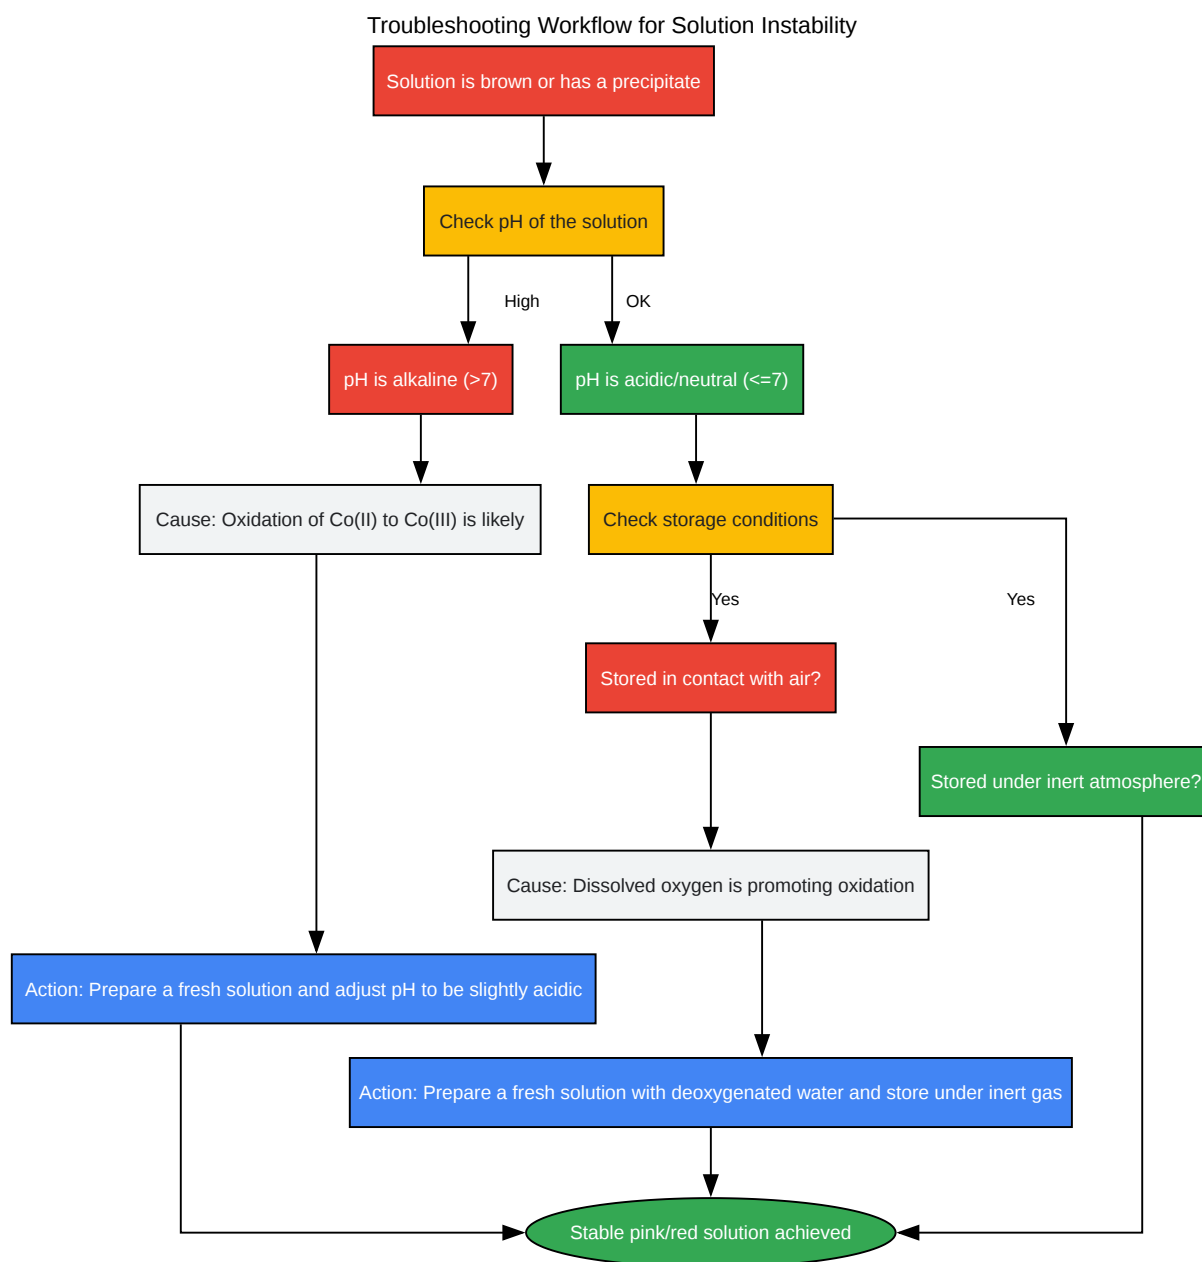 Troubleshooting Workflow for Solution Instability
Solution is brown or has a precipitate
Check pH of the solution
High
OK
pH is alkaline (>7)
pH is acidic/neutral (<=7)
Cause: Oxidation of Co(II) to Co(III) is likely
Check storage conditions
Yes
Yes
Stored in contact with air?
Stored under inert atmosphere?
Cause: Dissolved oxygen is promoting oxidation
Action: Prepare a fresh solution and adjust pH to be slightly acidic
Action: Prepare a fresh solution with deoxygenated water and store under inert gas
Stable pink/red solution achieved